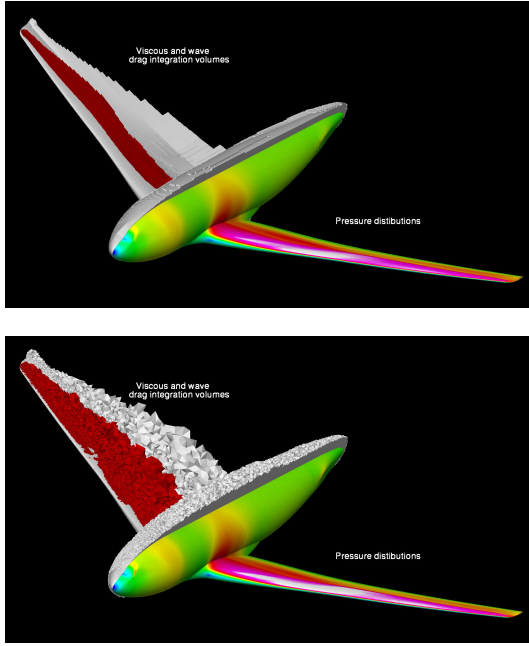 Viscous and wave
drag integration volumes
Pressure distibutions
Viscous and wave
drag integration volumes
Pressure distibutions